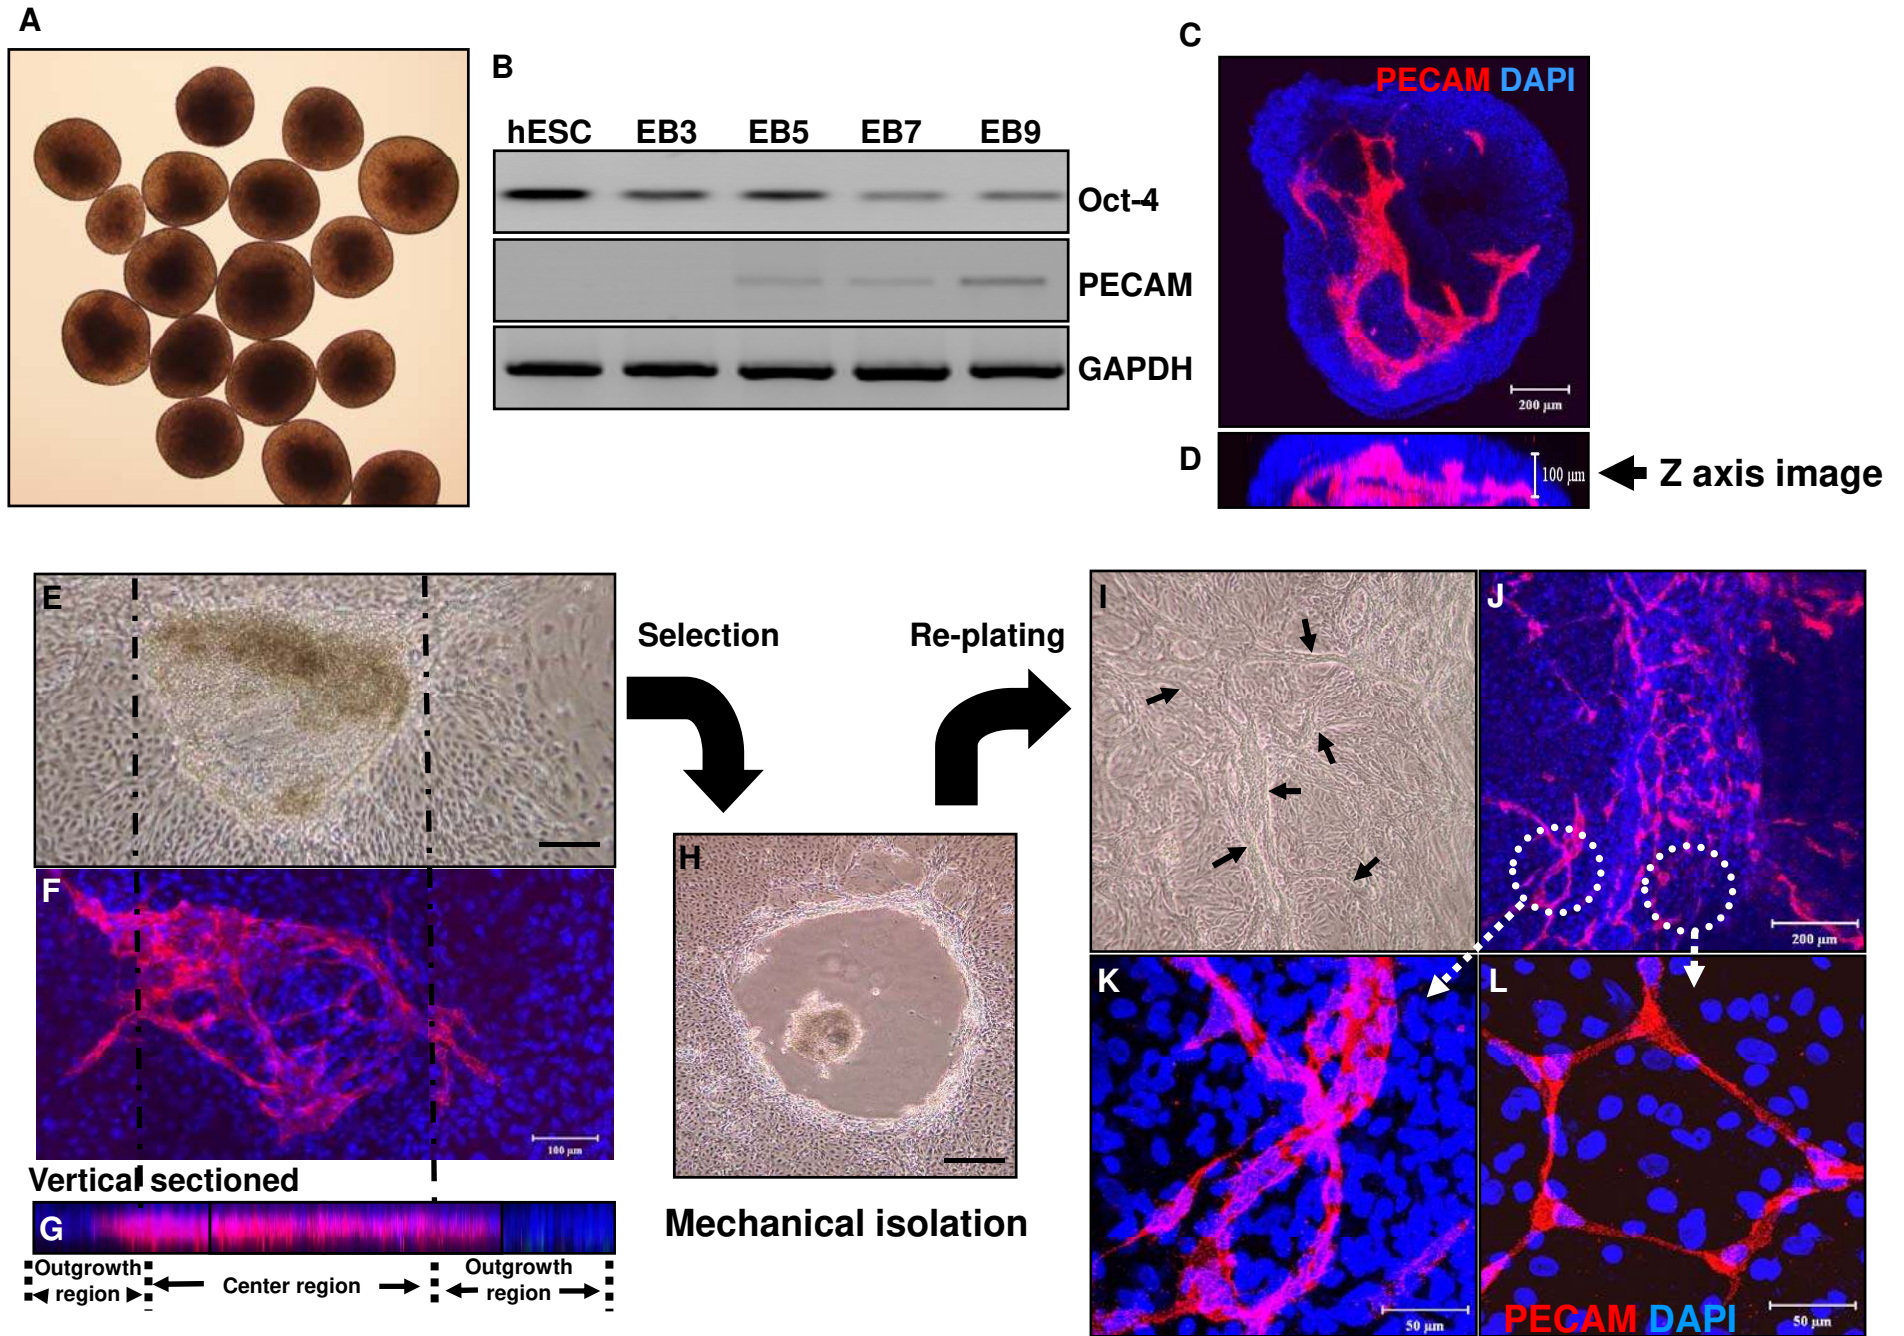 A
B
hESC EB3 EB5 EB7 EB9
Oct-4
PECAM
GAPDH
C
PECAM DAPI
200 µm
D
100 µm
Z axis image
E
F
100 µm
Vertical sectioned
G
Outgrowth
region
Center region
Outgrowth
region
Selection
Re-plating
H
Mechanical isolation
I
J
200 µm
K
50 µm
L
PECAM DAPI
50 µm